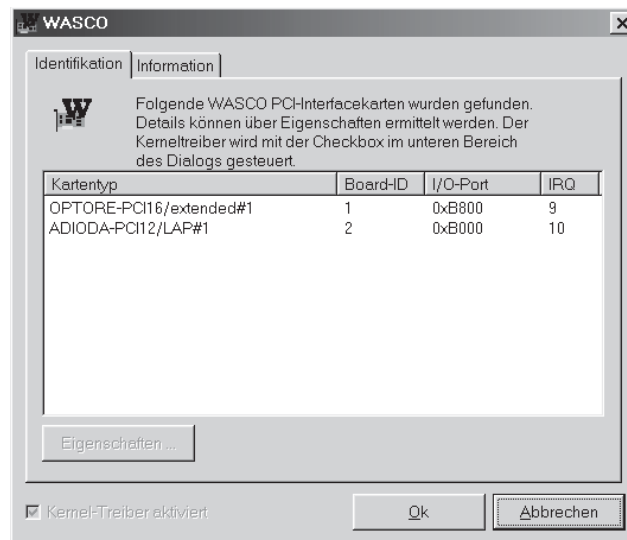 WASCO
Identifikation Information
W
Folgende WASCO PCI-Interfacekarten wurden gefunden.
Details können über Eigenschaften ermittelt werden. Der
Kerneltreiber wird mit der Checkbox im unteren Bereich
des Dialogs gesteuert.
Kartentyp Board-ID I/O-Port IRQ
OPTORE-PCI16/extended#1 1 0xB800 9
ADIODA-PCI12/LAP#1 2 0xB000 10
Eigenschaften ...
Kernel-Treiber aktiviert Ok Abbrechen